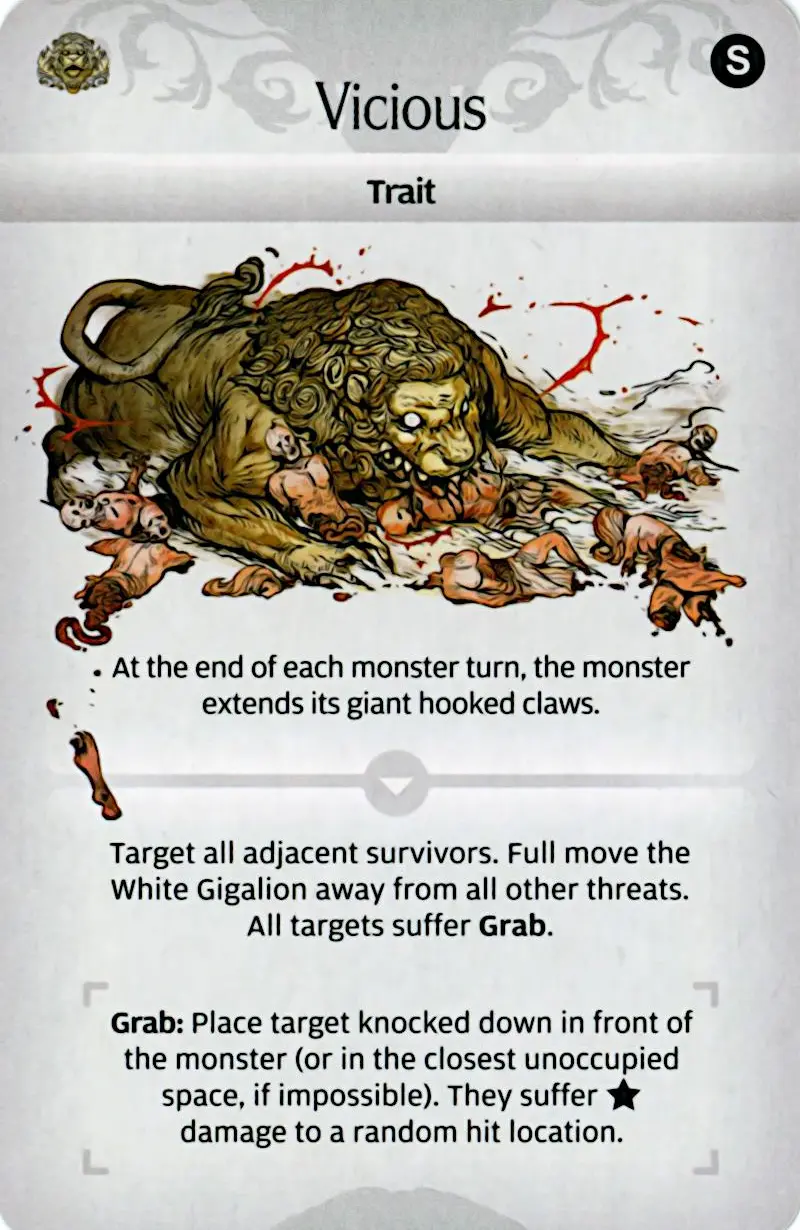 S
Vicious
Trait
At the end of each monster turn, the monster
extends its giant hooked claws.
Target all adjacent survivors. Full move the
White Gigalion away from all other threats.
All targets suffer Grab.
Grab: Place target knocked down in front of
the monster (or in the closest unoccupied
space, if impossible). They suffer ★
damage to a random hit location.